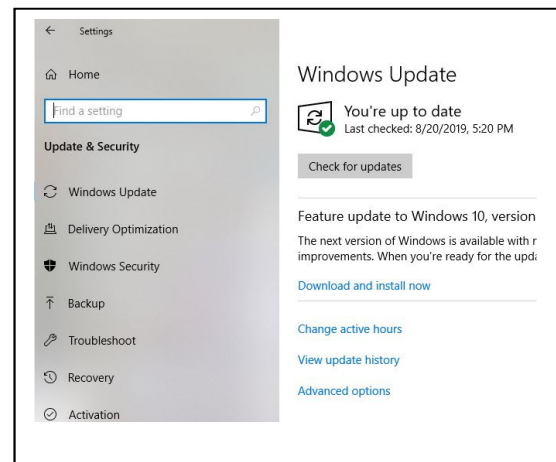 Settings
Home
Find a setting
Update & Security
Windows Update
Delivery Optimization
Windows Security
Backup
Troubleshoot
Recovery
Activation
Windows Update
You're up to date
Last checked: 8/20/2019, 5:20 PM
Check for updates
Feature update to Windows 10, version
The next version of Windows is available with
improvements. When you're ready for the
Download and install now
Change active hours
View update history
Advanced options